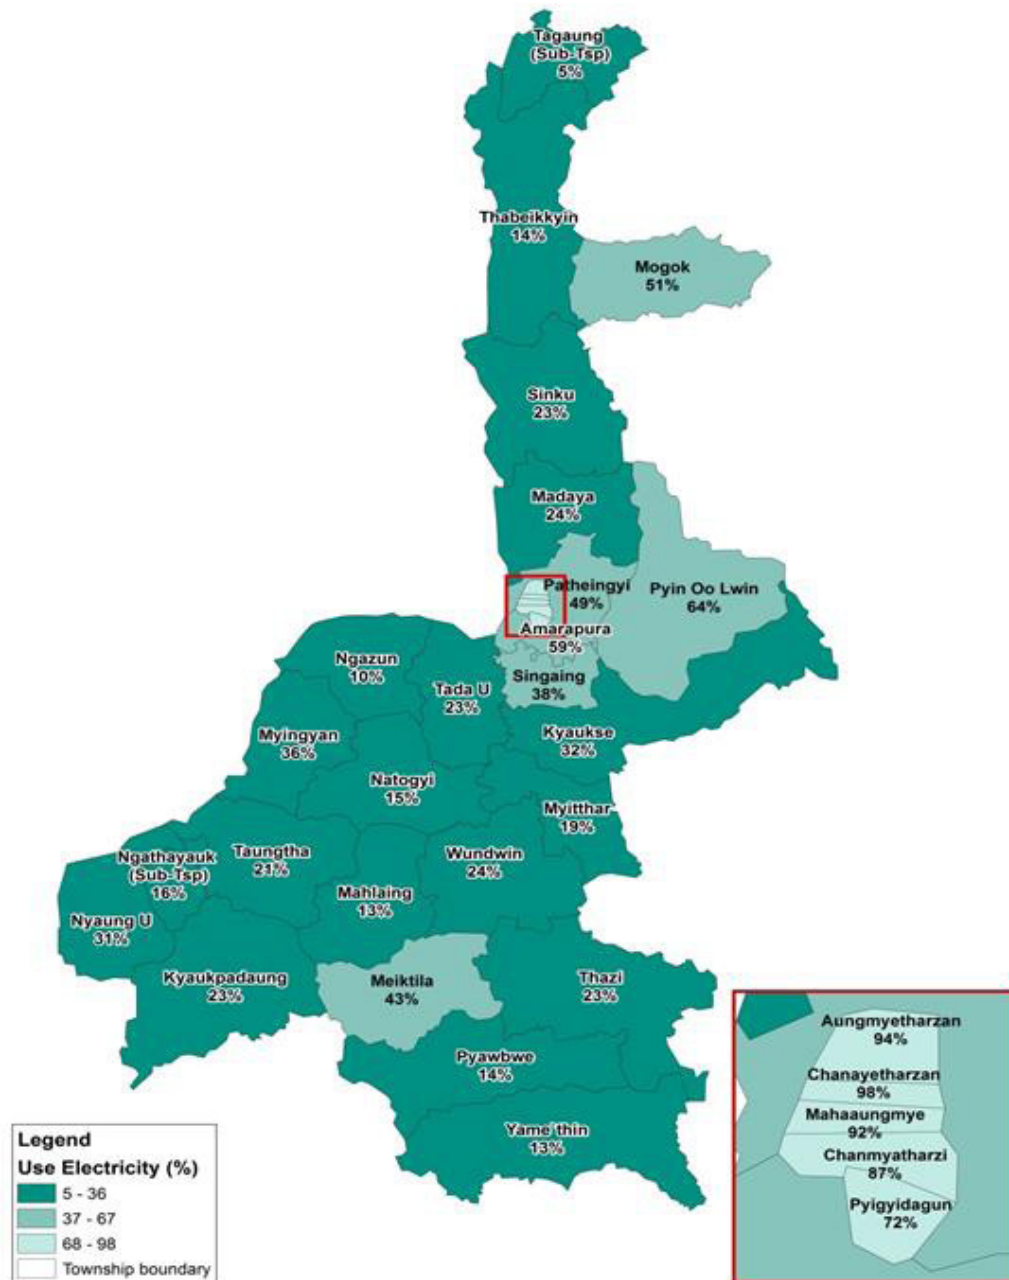 Tagaung
(Sub-Tsp)
5%
Thabeikkyin
14%
Mogok
51%
Sinku
23%
Madaya
24%
Patheingyi
49%
Pyin Oo Lwin
64%
Amarapura
59%
Singaing
38%
Ngazun
10%
Tada U
23%
Kyaukse
32%
Myingyan
36%
Natogyi
15%
Myitthar
19%
Ngathayauk
(Sub-Tsp)
16%
Taungtha
21%
Wundwin
24%
Mahlaing
13%
Nyaung U
31%
Kyaukpadaung
23%
Meiktila
43%
Thazi
23%
Pyawbwe
14%
Yame'thin
13%
Aungmyetharzan
94%
Chanayetharzan
98%
Mahaaungmye
92%
Chanmyatharzi
87%
Pyigyidagun
72%
Legend
Use Electricity (%)
5 - 36
37 - 67
68 - 98
Township boundary